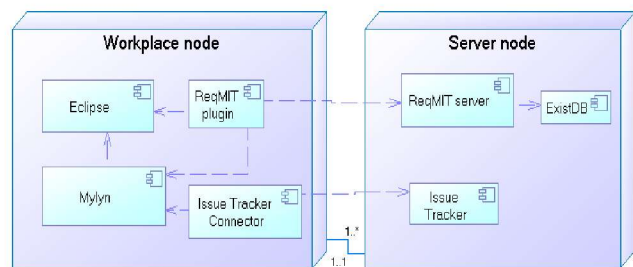 Workplace node
Server node
Eclipse
ReqMIT
plugin
ReqMIT server
ExistDB
Mylyn
Issue Tracker
Connector
Issue
Tracker
1..*
1..1